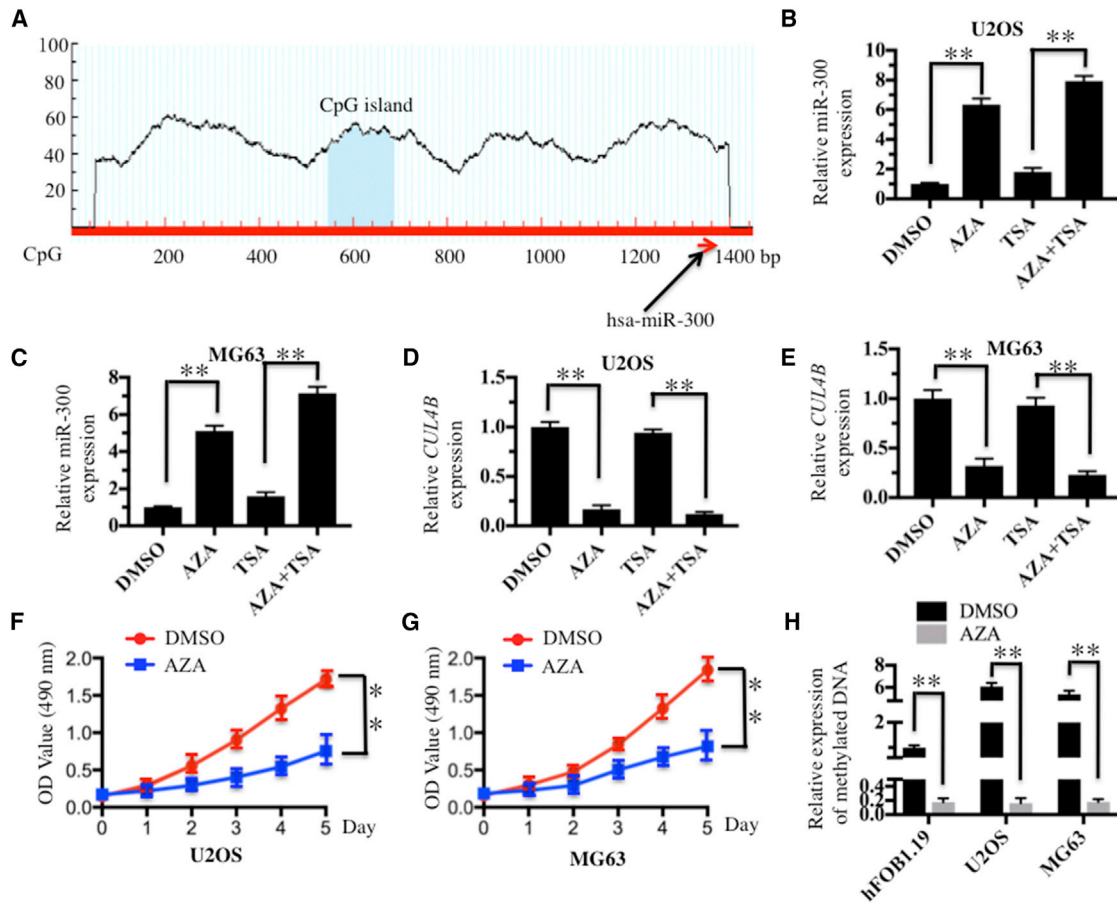 A
100
80
60
40
20
CpG island
CpG
200
400
600
800
1000
1200
1400 bp
hsa-miR-300
B
U2OS
Relative miR-300
expression
10
8
6
4
2
0
**
**
DMSO
AZA
TSA
AZA+TSA
C
MG63
Relative miR-300
expression
8
6
4
2
0
**
**
DMSO
AZA
TSA
AZA+TSA
D
U2OS
Relative CUL4B
expression
1.5
1.0
0.5
0.0
**
**
DMSO
AZA
TSA
AZA+TSA
E
MG63
Relative CUL4B
expression
1.5
1.0
0.5
0.0
**
**
DMSO
AZA
TSA
AZA+TSA
F
DMSO
AZA
OD Value (490 nm)
2.0
1.5
1.0
0.5
0.0
**
0 1 2 3 4 5 Day
U2OS
G
DMSO
AZA
OD Value (490 nm)
2.0
1.5
1.0
0.5
0.0
**
0 1 2 3 4 5 Day
MG63
H
DMSO
AZA
Relative expression
of methylated DNA
8
6
2
0.4
0.2
0.0
**
**
**
hFOB1.19
U2OS
MG63